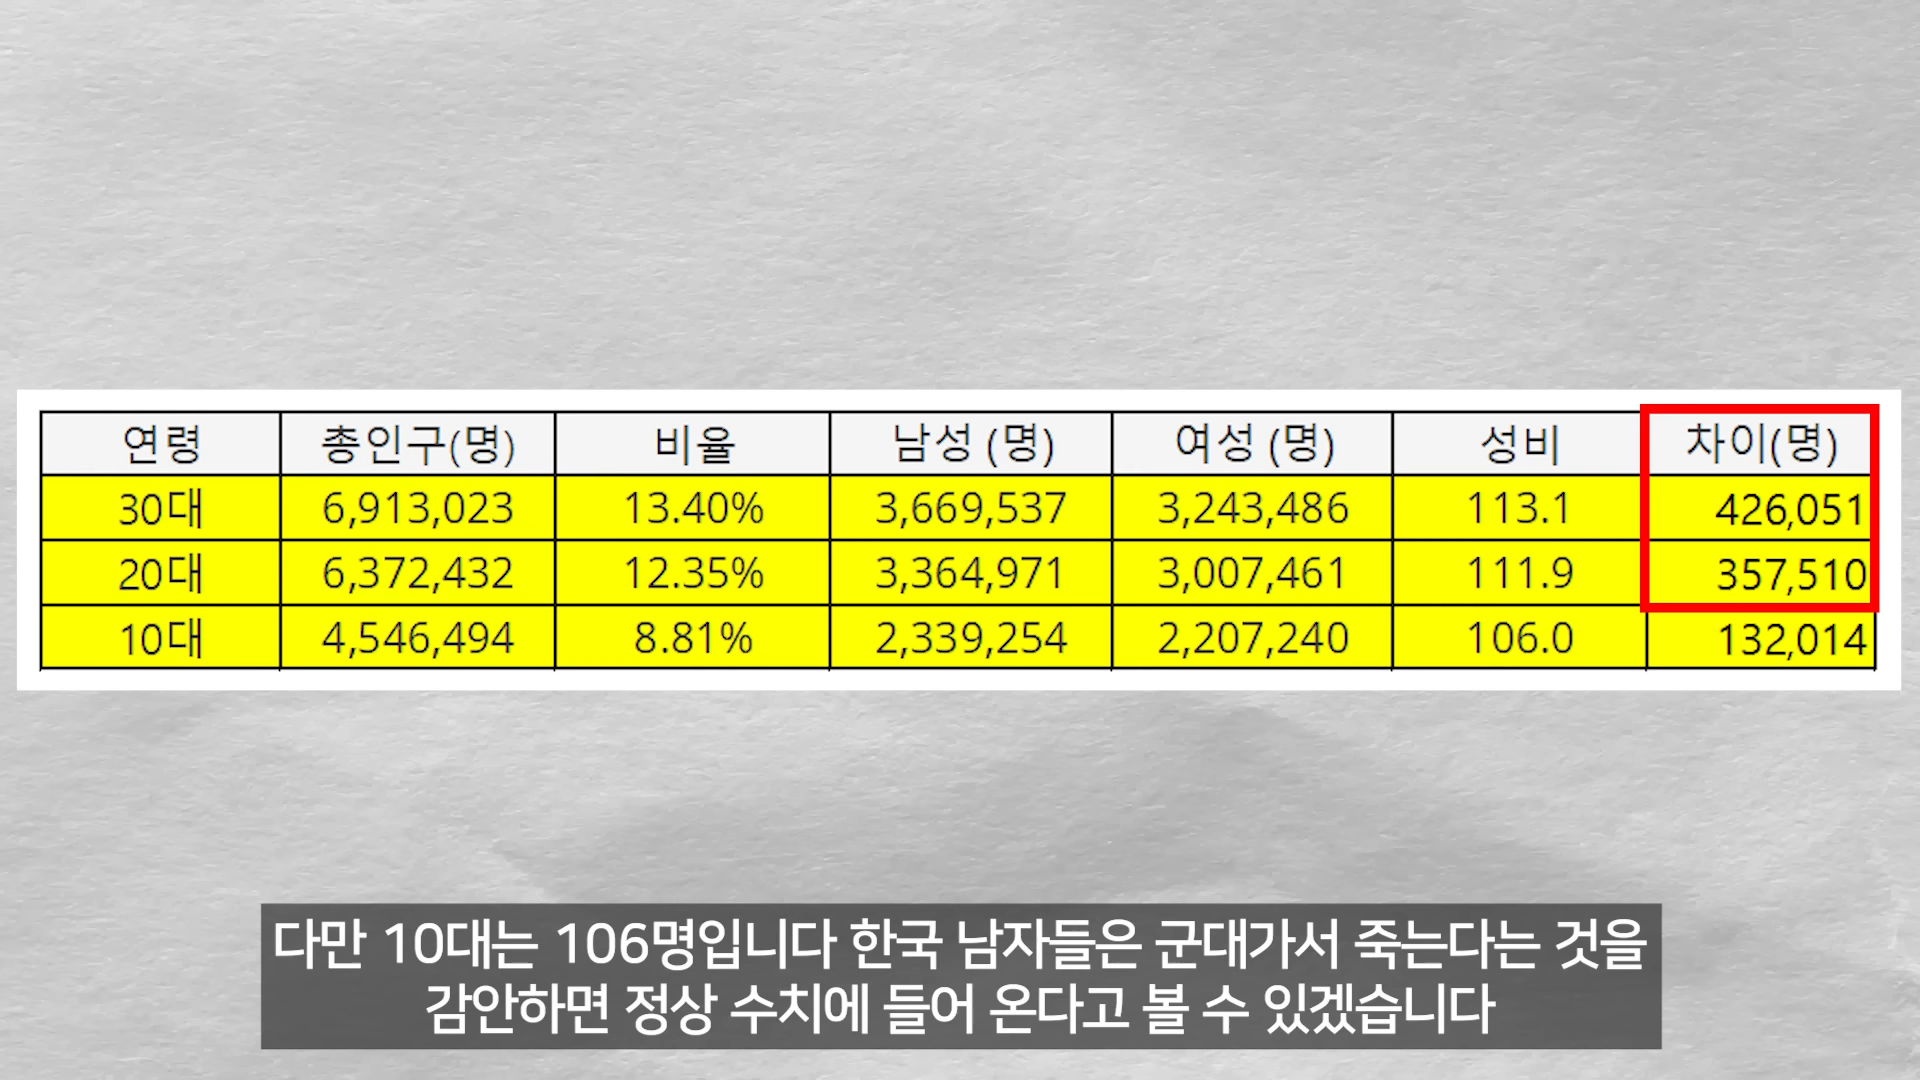 연령 총인구(명) 비율 남성 (명) 여성 (명) 성비 차이(명)
30대 6,913,023 13.40% 3,669,537 3,243,486 113.1 426,051
20대 6,372,432 12.35% 3,364,971 3,007,461 111.9 357,510
10대 4,546,494 8.81% 2,339,254 2,207,240 106.0 132,014
다만 10대는 106명입니다 한국 남자들은 군대가서 죽는다는 것을
감안하면 정상 수치에 들어 온다고 볼 수 있겠습니다